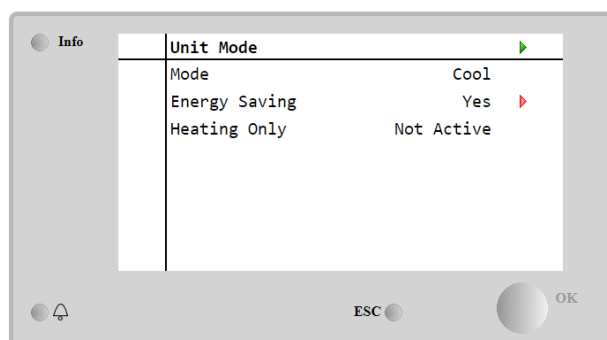 Info
Unit Mode
Mode Cool
Energy Saving Yes
Heating Only Not Active
ESC
OK